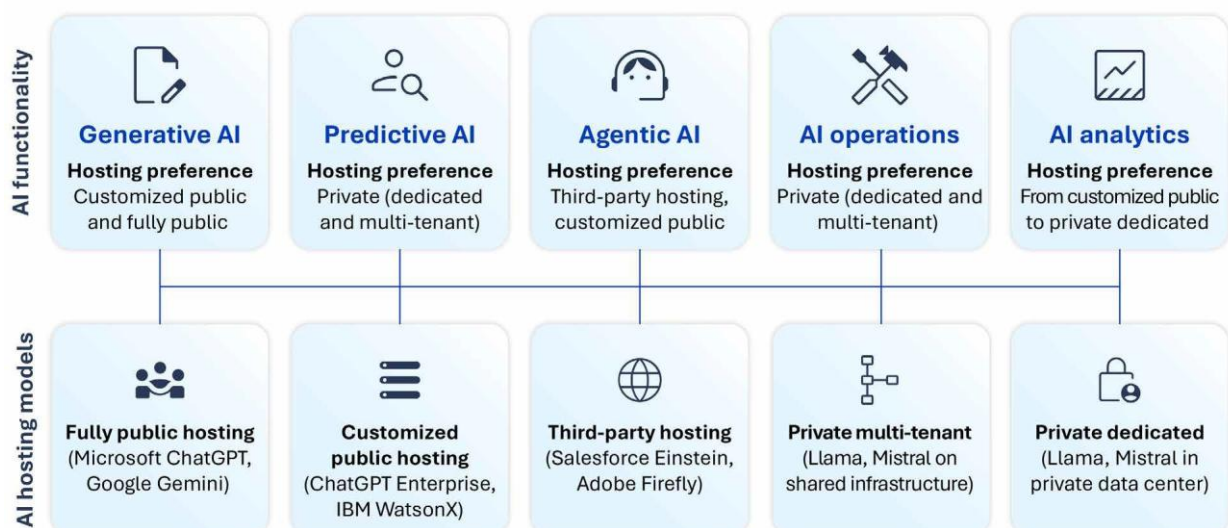 AI functionality
Generative AI
Hosting preference
Customized public
and fully public
Predictive AI
Hosting preference
Private (dedicated
and multi-tenant)
Agentic AI
Hosting preference
Third-party hosting,
customized public
AI operations
Hosting preference
Private (dedicated and
multi-tenant)
AI analytics
Hosting preference
From customized public
to private dedicated
AI hosting models
Fully public hosting
(Microsoft ChatGPT,
Google Gemini)
Customized
public hosting
(ChatGPT Enterprise,
IBM WatsonX)
Third-party hosting
(Salesforce Einstein,
Adobe Firefly)
Private multi-tenant
(Llama, Mistral on
shared infrastructure)
Private dedicated
(Llama, Mistral in
private data center)